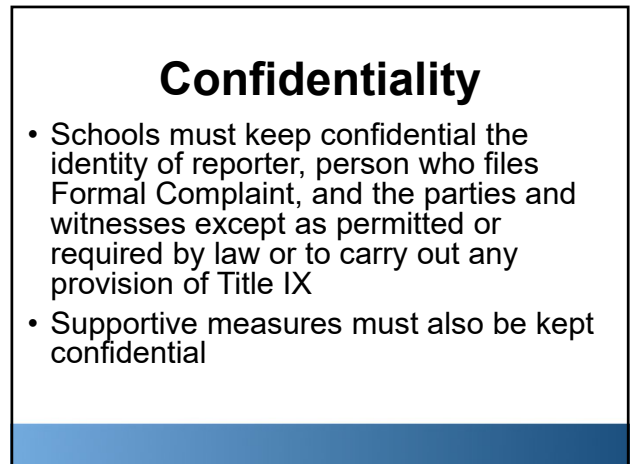 Confidentiality
• Schools must keep confidential the
identity of reporter, person who files
Formal Complaint, and the parties and
witnesses except as permitted or
required by law or to carry out any
provision of Title IX
• Supportive measures must also be kept
confidential